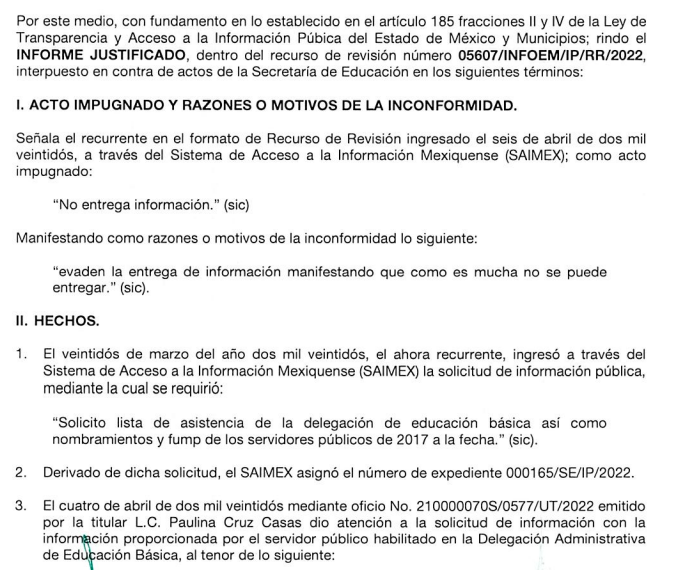 Por este medio, con fundamento en lo establecido en el artículo 185 fracciones II y IV de la Ley de
Transparencia y Acceso a la Información Púbica del Estado de México y Municipios; rindo el
INFORME JUSTIFICADO, dentro del recurso de revisión número 05607/INFOEM/IP/RR/2022,
interpuesto en contra de actos de la Secretaría de Educación en los siguientes términos:
I. ACTO IMPUGNADO Y RAZONES O MOTIVOS DE LA INCONFORMIDAD.
Señala el recurrente en el formato de Recurso de Revisión ingresado el seis de abril de dos mil
veintidós, a través del Sistema de Acceso a la Información Mexiquense (SAIMEX); como acto
impugnado:
“No entrega información.” (sic)
Manifestando como razones o motivos de la inconformidad lo siguiente:
“evaden la entrega de información manifestando que como es mucha no se puede
entregar.” (sic).
II. HECHOS.
1. El veintidós de marzo del año dos mil veintidós, el ahora recurrente, ingresó a través del
Sistema de Acceso a la Información Mexiquense (SAIMEX) la solicitud de información pública,
mediante la cual se requirió:
“Solicito lista de asistencia de la delegación de educación básica así como
nombramientos y fump de los servidores públicos de 2017 a la fecha.” (sic).
2. Derivado de dicha solicitud, el SAIMEX asignó el número de expediente 000165/SE/IP/2022.
3. El cuatro de abril de dos mil veintidós mediante oficio No. 210000070S/0577/UT/2022 emitido
por la titular L.C. Paulina Cruz Casas dio atención a la solicitud de información con la
información proporcionada por el servidor público habilitado en la Delegación Administrativa
de Educación Básica, al tenor de lo siguiente: